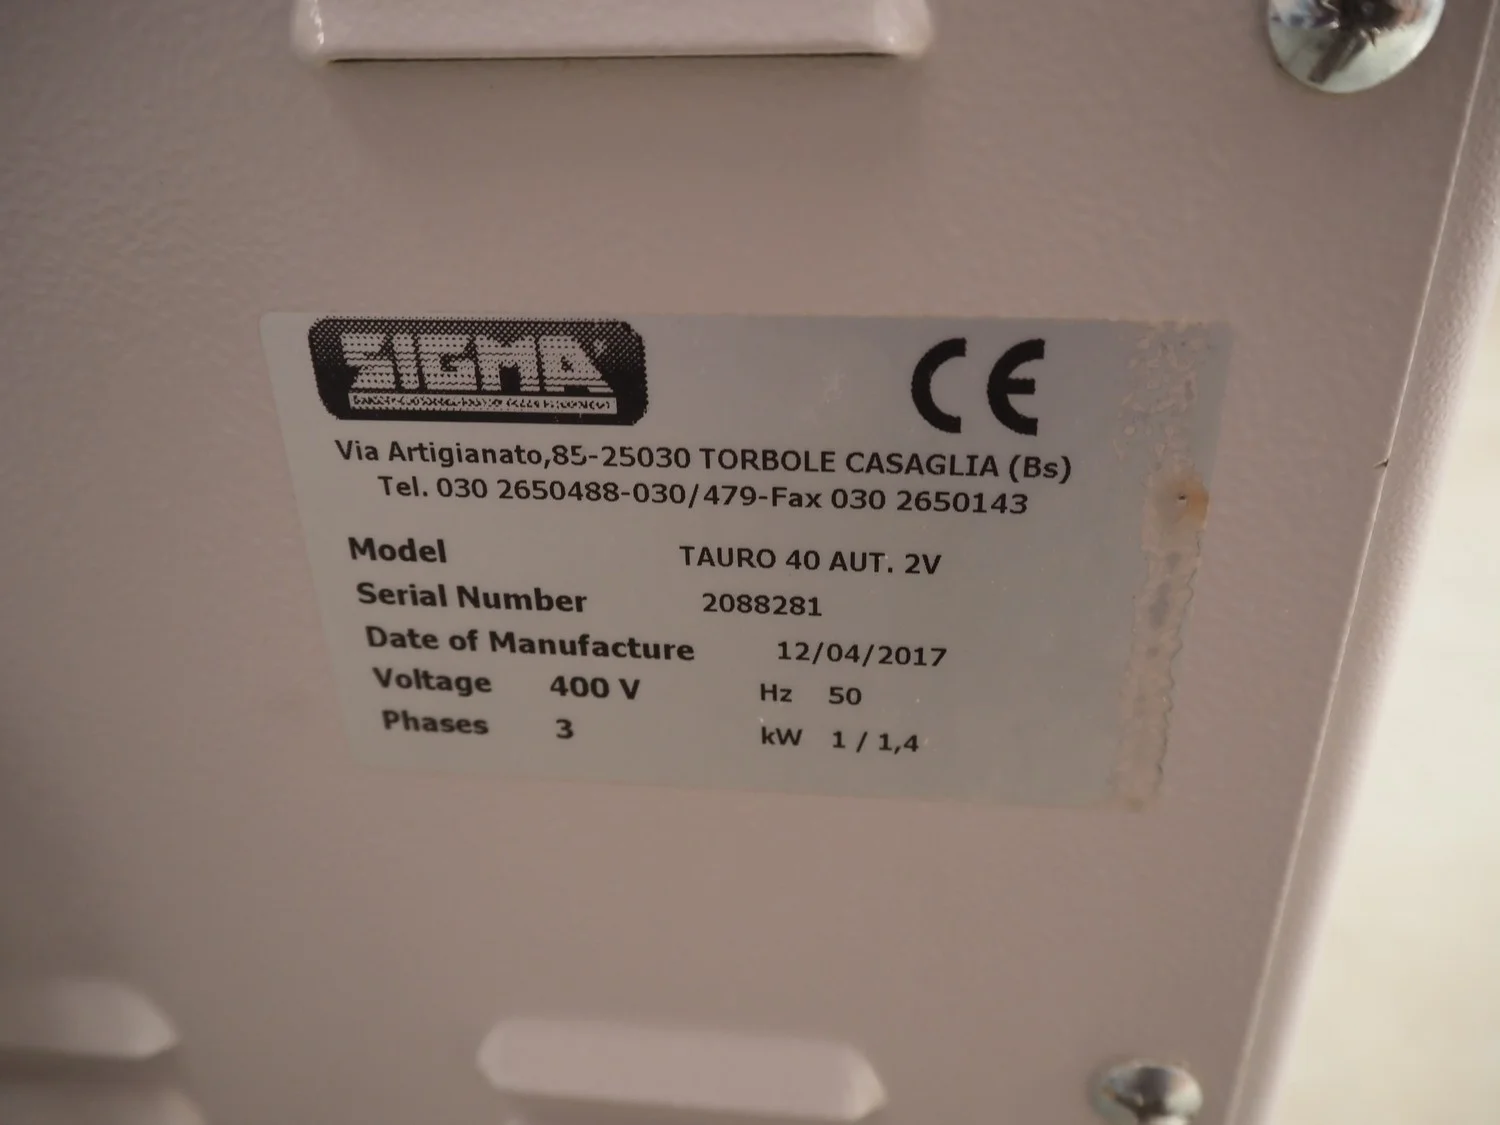 SIGMA
CE
Via Artigianato,85-25030 TORBOLE CASAGLIA (Bs)
Tel. 030 2650488-030/479-Fax 030 2650143
Model TAURO 40 AUT. 2V
Serial Number 2088281
Date of Manufacture 12/04/2017
Voltage 400 V Hz 50
Phases 3 kW 1 / 1,4